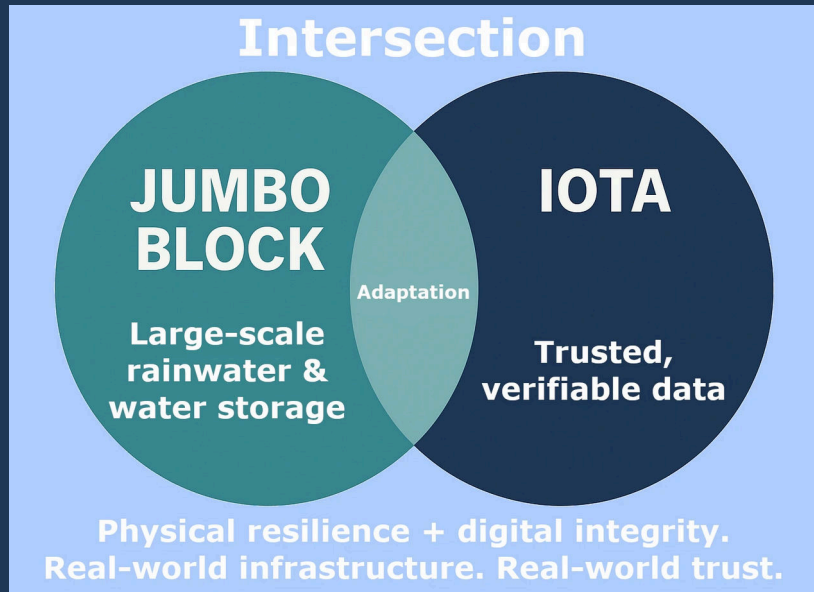 Intersection
JUMBO
BLOCK
Large-scale
rainwater &
water storage
Adaptation
IOTA
Trusted,
verifiable data
Physical resilience + digital integrity.
Real-world infrastructure. Real-world trust.